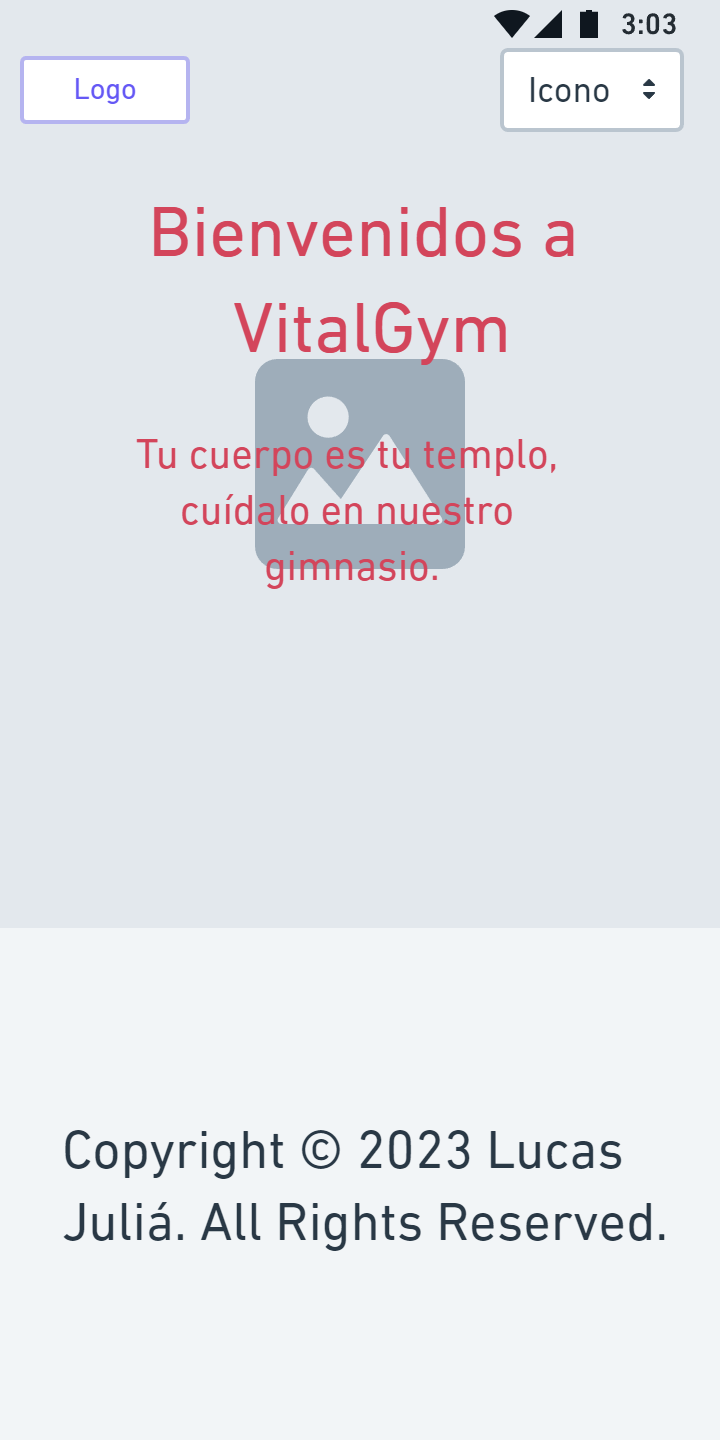 3:03
Logo
Icono
Bienvenidos a
VitalGym
Tu cuerpo es tu templo,
cuídalo en nuestro
gimnasio.
Copyright © 2023 Lucas
Juliá. All Rights Reserved.